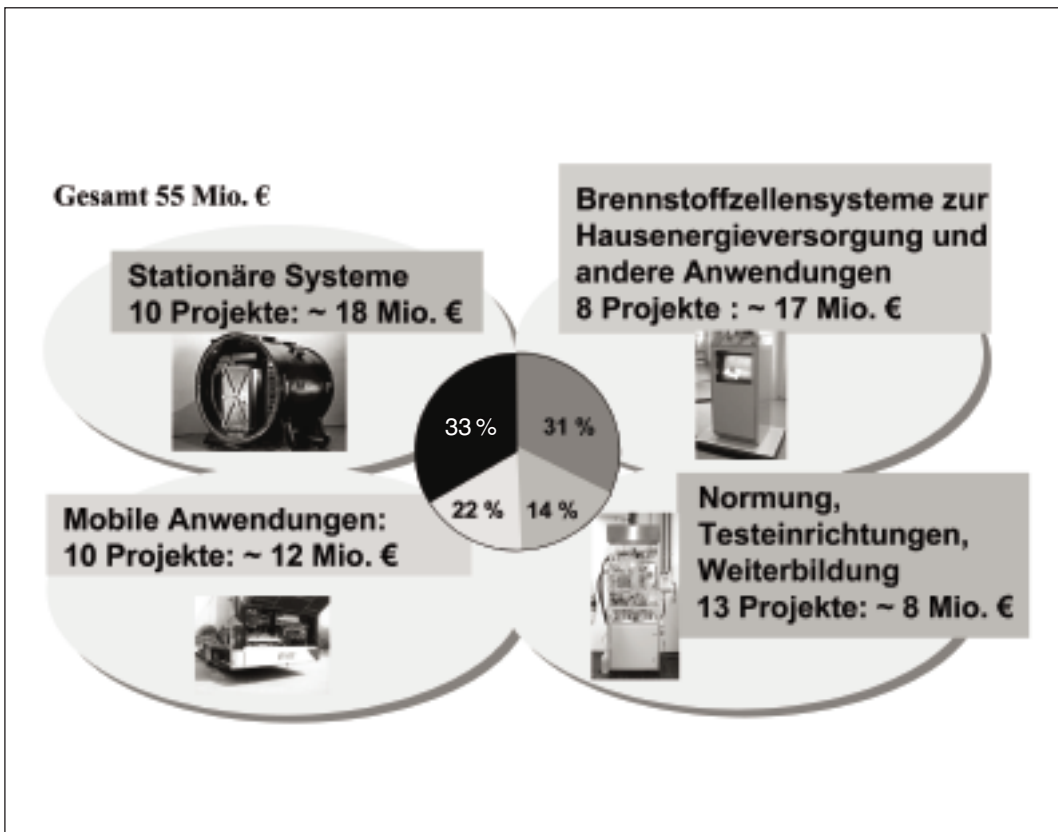 Gesamt 55 Mio. €
Stationäre Systeme
10 Projekte: ~ 18 Mio. €
Brennstoffzellensysteme zur
Hausenergieversorgung und
andere Anwendungen
8 Projekte : ~ 17 Mio. €
33 %
31 %
22 %
14 %
Mobile Anwendungen:
10 Projekte: ~ 12 Mio. €
Normung,
Testeinrichtungen,
Weiterbildung
13 Projekte: ~ 8 Mio. €